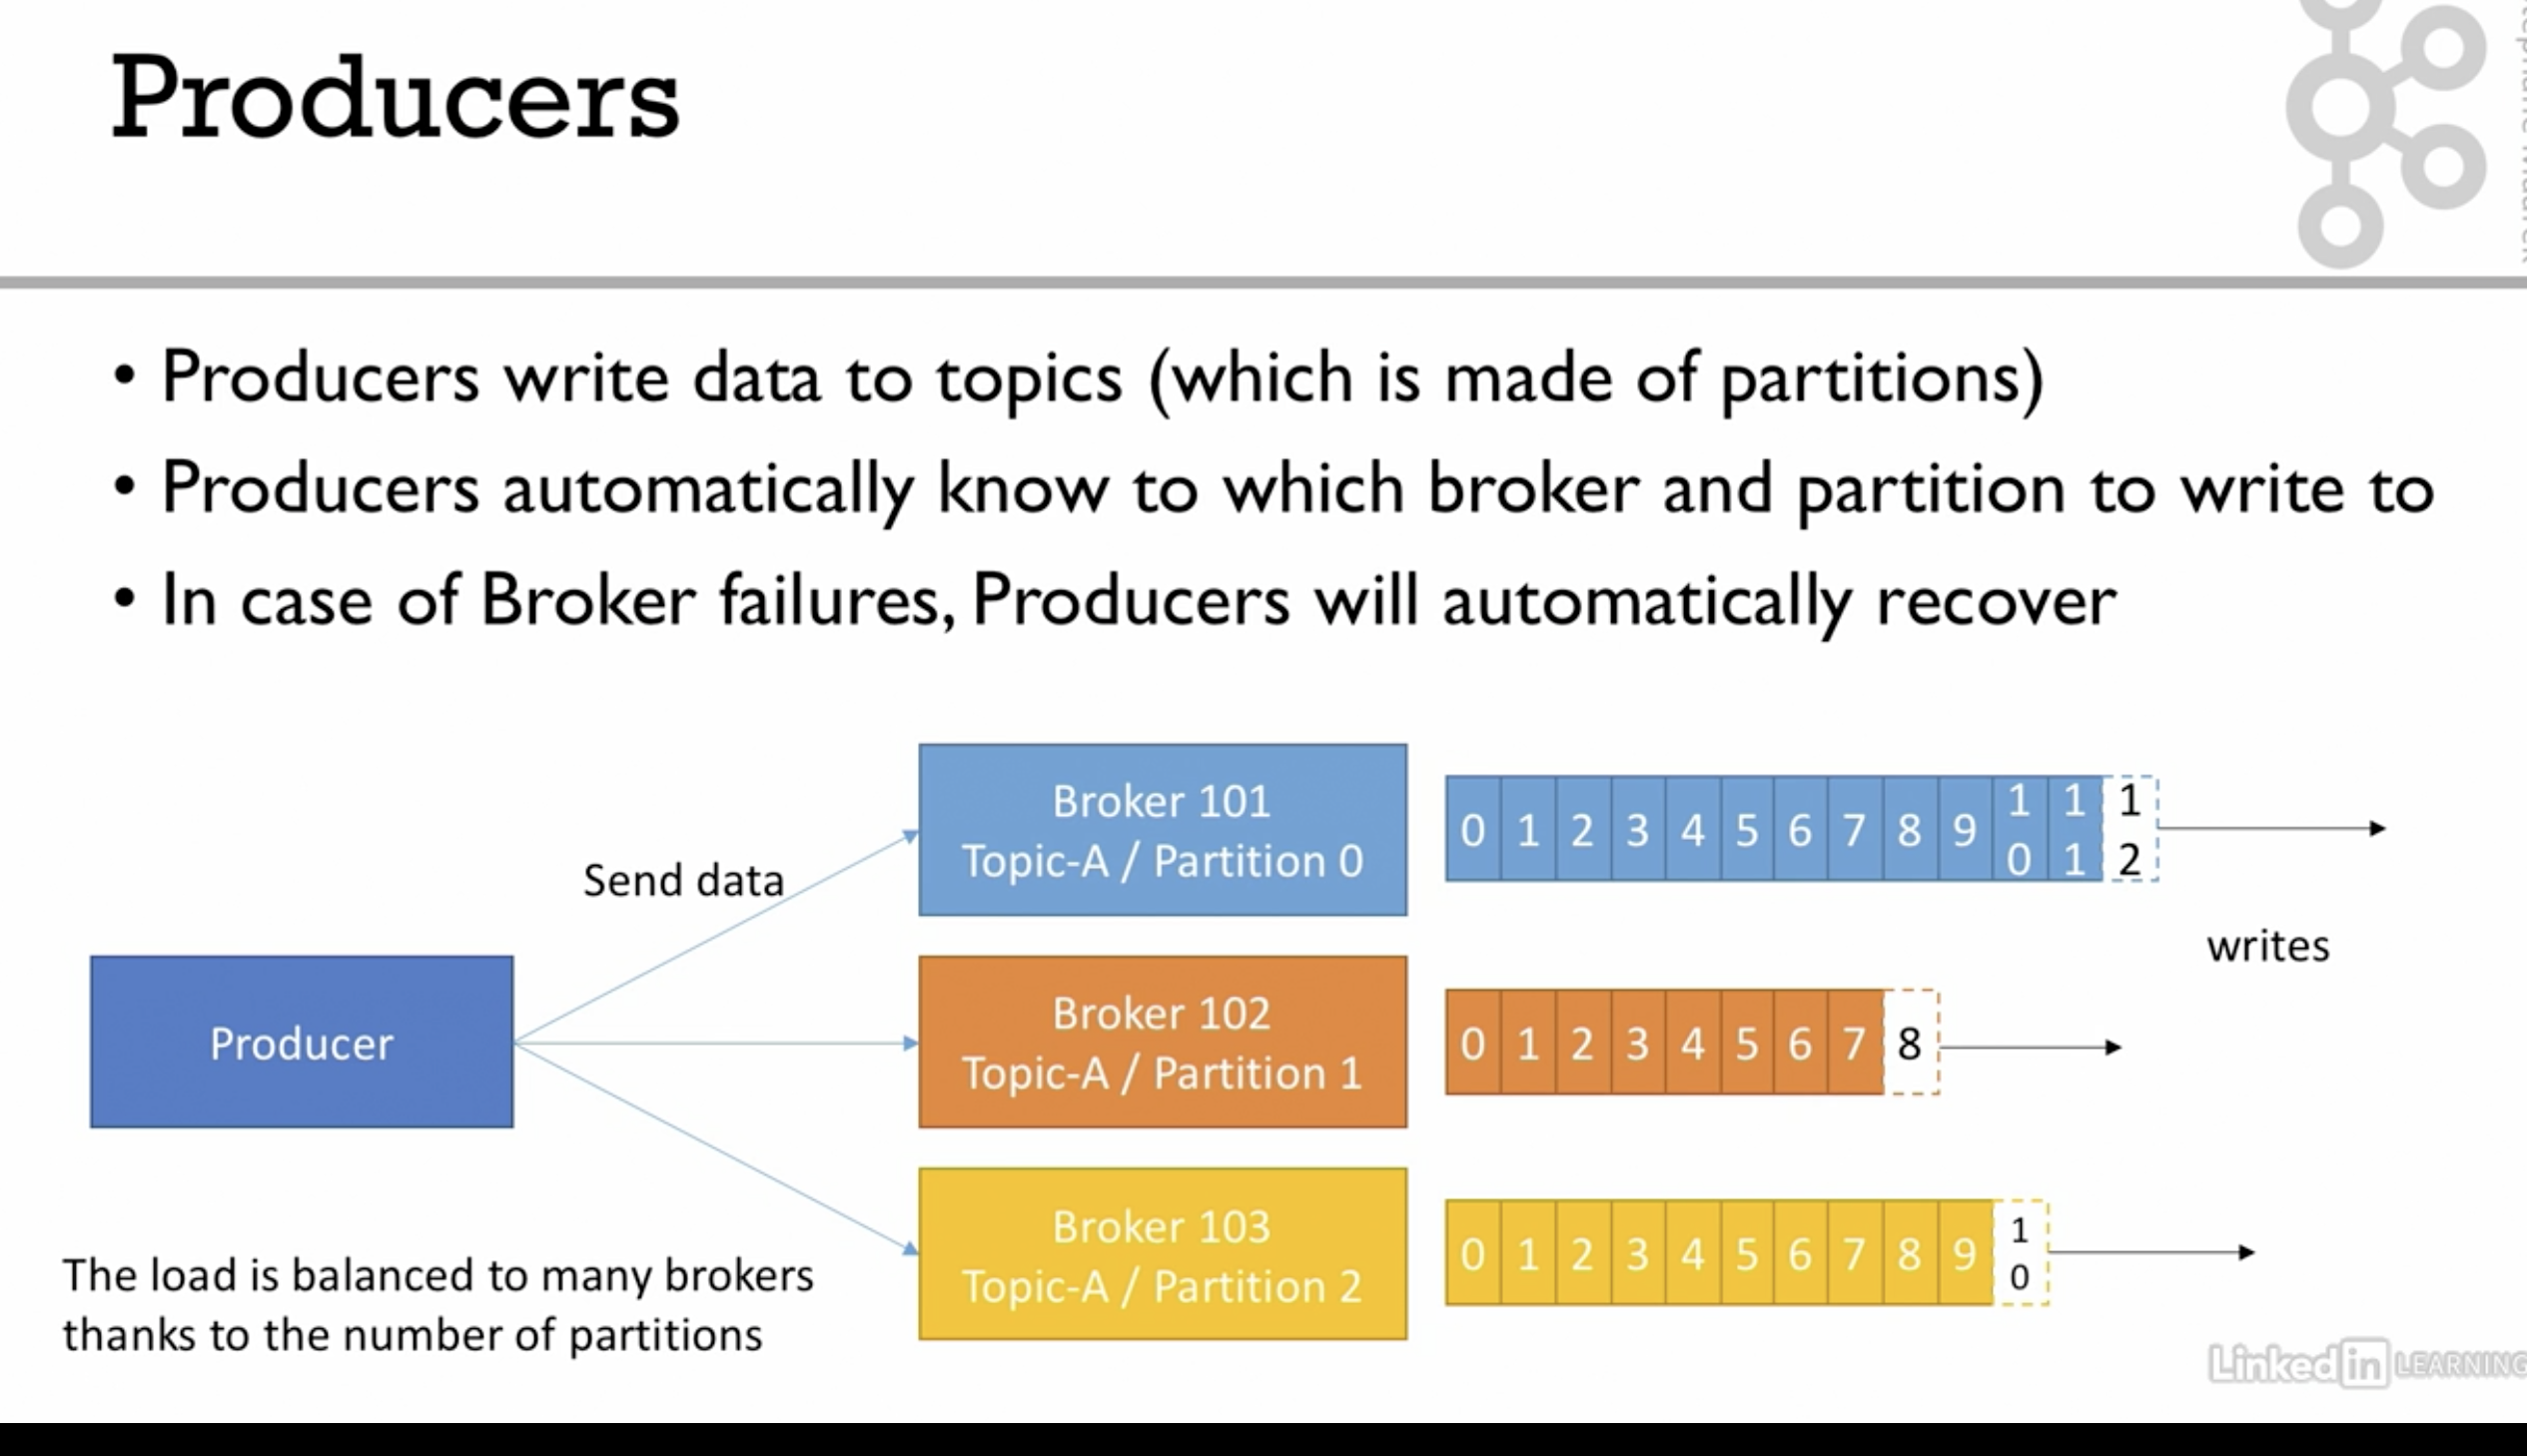 Producers
• Producers write data to topics (which is made of partitions)
• Producers automatically know to which broker and partition to write to
• In case of Broker failures, Producers will automatically recover
Send data
Producer
The load is balanced to many brokers
thanks to the number of partitions
Broker 101
Topic-A / Partition 0
0 1 2 3 4 5 6 7 8 9 10 11 12
writes
Broker 102
Topic-A / Partition 1
0 1 2 3 4 5 6 7 8
Broker 103
Topic-A / Partition 2
0 1 2 3 4 5 6 7 8 9 10
LinkedIn LEARNING